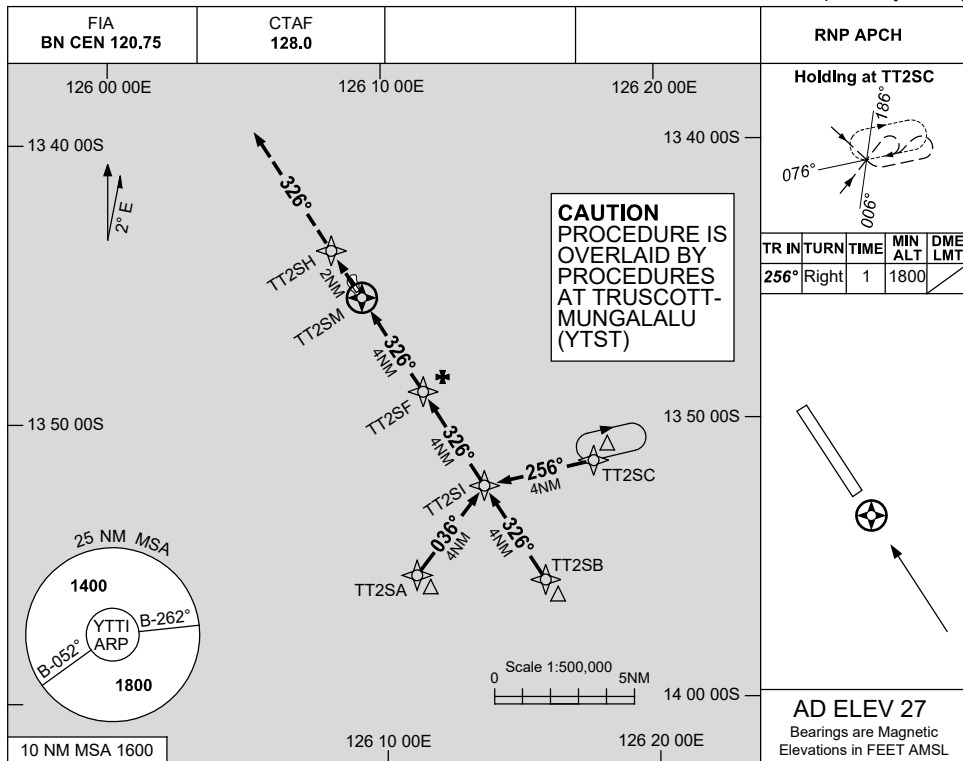 FIA
BN CEN 120.75
CTAF
128.0
RNP APCH
126 00 00E
126 10 00E
126 20 00E
13 40 00S
13 40 00S
2° E
326°
TT2SH
2NM
TT2SM
326°
4NM
TT2SF
CAUTION
PROCEDURE IS
OVERLAID BY
PROCEDURES
AT TRUSCOTT-
MUNGALALU
(YTST)
Holding at TT2SC
186°
076°
006°
TR IN
TURN
TIME
MIN
ALT
DME
LMT
256°
Right
1
1800
13 50 00S
13 50 00S
326°
4NM
TT2SI
256°
4NM
TT2SC
036°
4NM
326°
4NM
TT2SA
TT2SB
25 NM MSA
1400
B-262°
YTTI
ARP
B-052°
1800
Scale 1:500,000
0
5NM
14 00 00S
126 10 00E
126 20 00E
10 NM MSA 1600
AD ELEV 27
Bearings are Magnetic
Elevations in FEET AMSL